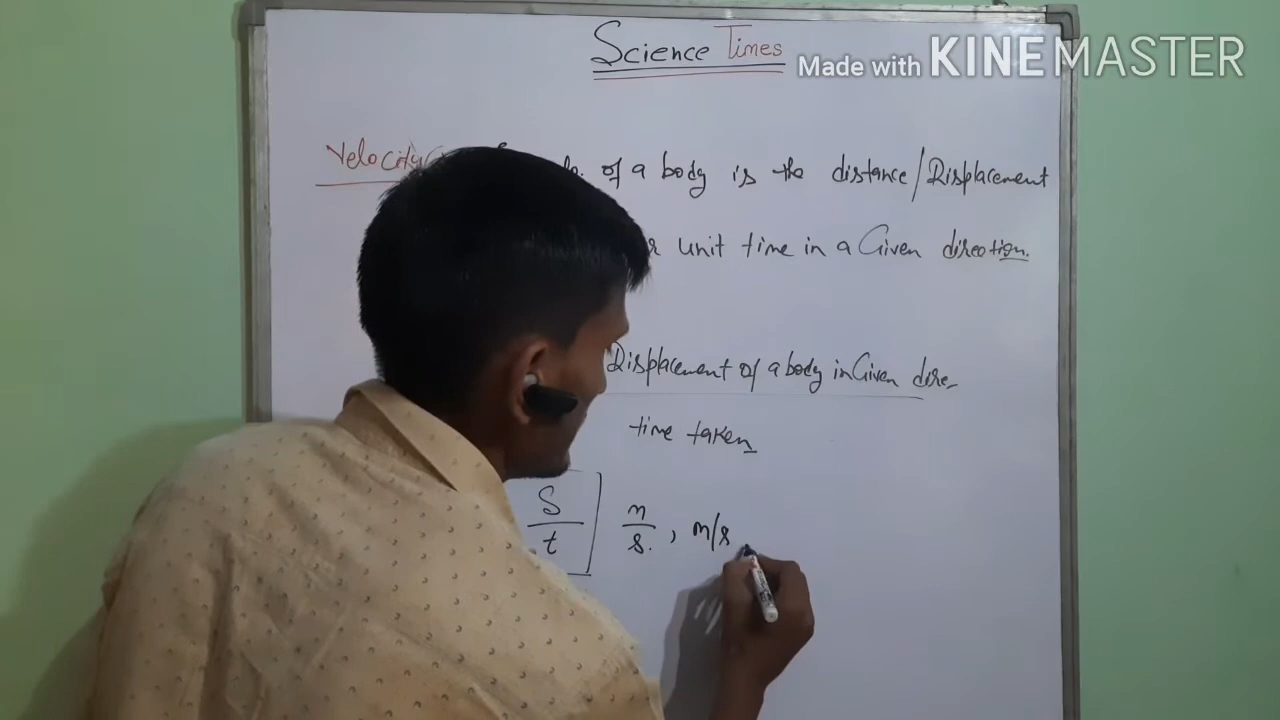 Science Times
Made with KINEMASTER
Velocity
of a body is the distance/Displacement
unit time in a Given direction.
Displacement of a body in Given dire-
time taken
S m
t s. , m/s